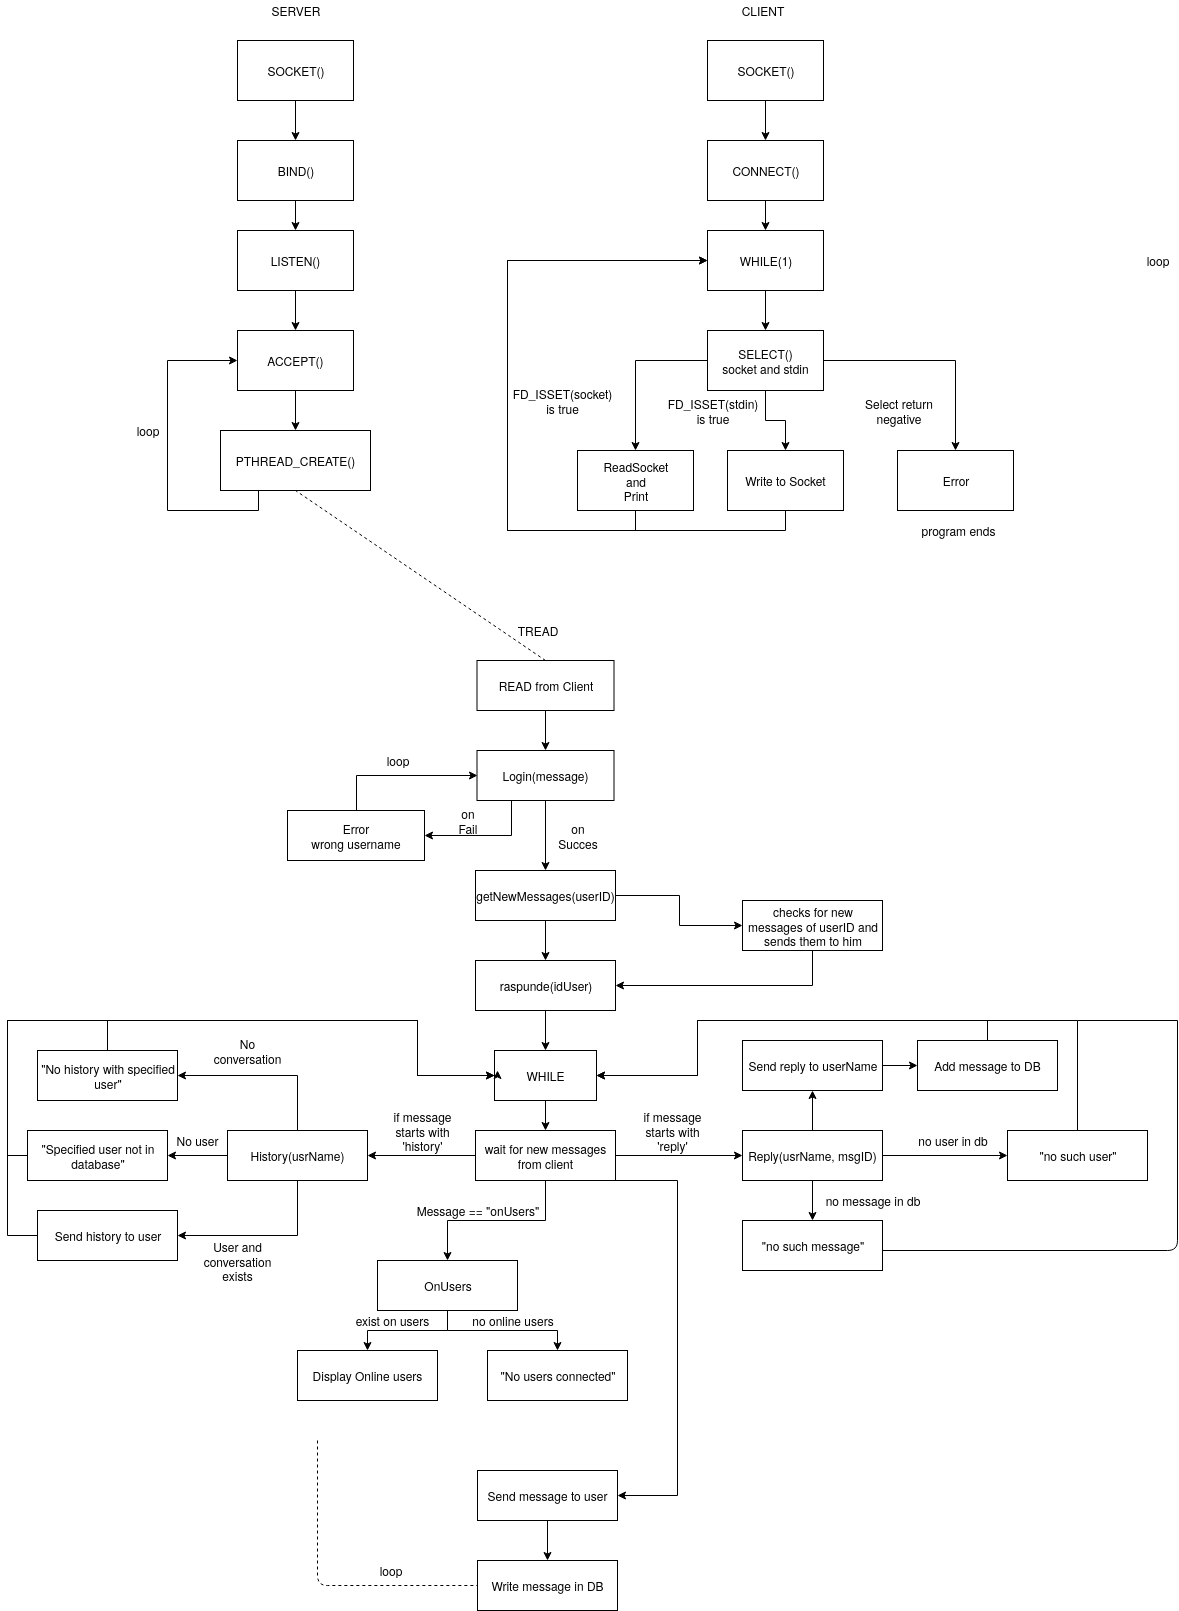 SERVER
CLIENT
SOCKET()
SOCKET()
BIND()
CONNECT()
LISTEN()
WHILE(1)
loop
ACCEPT()
SELECT()
socket and stdin
FD_ISSET(socket)
is true
FD_ISSET(stdin)
is true
Select return
negative
loop
PTHREAD_CREATE()
ReadSocket
and
Print
Write to Socket
Error
program ends
TREAD
READ from Client
loop
Login(message)
on
Fail
Error
wrong username
on
Succes
getNewMessages(userID)
checks for new
messages of userID and
sends them to him
raspunde(idUser)
No
conversation
"No history with specified
user"
WHILE
Send reply to userName
Add message to DB
if message
starts with
'history'
if message
starts with
'reply'
No user
"Specified user not in
database"
History(usrName)
wait for new messages
from client
Reply(usrName, msgID)
no user in db
"no such user"
no message in db
Message == "onUsers"
Send history to user
User and
conversation
exists
"no such message"
OnUsers
exist on users
no online users
Display Online users
"No users connected"
Send message to user
loop
Write message in DB